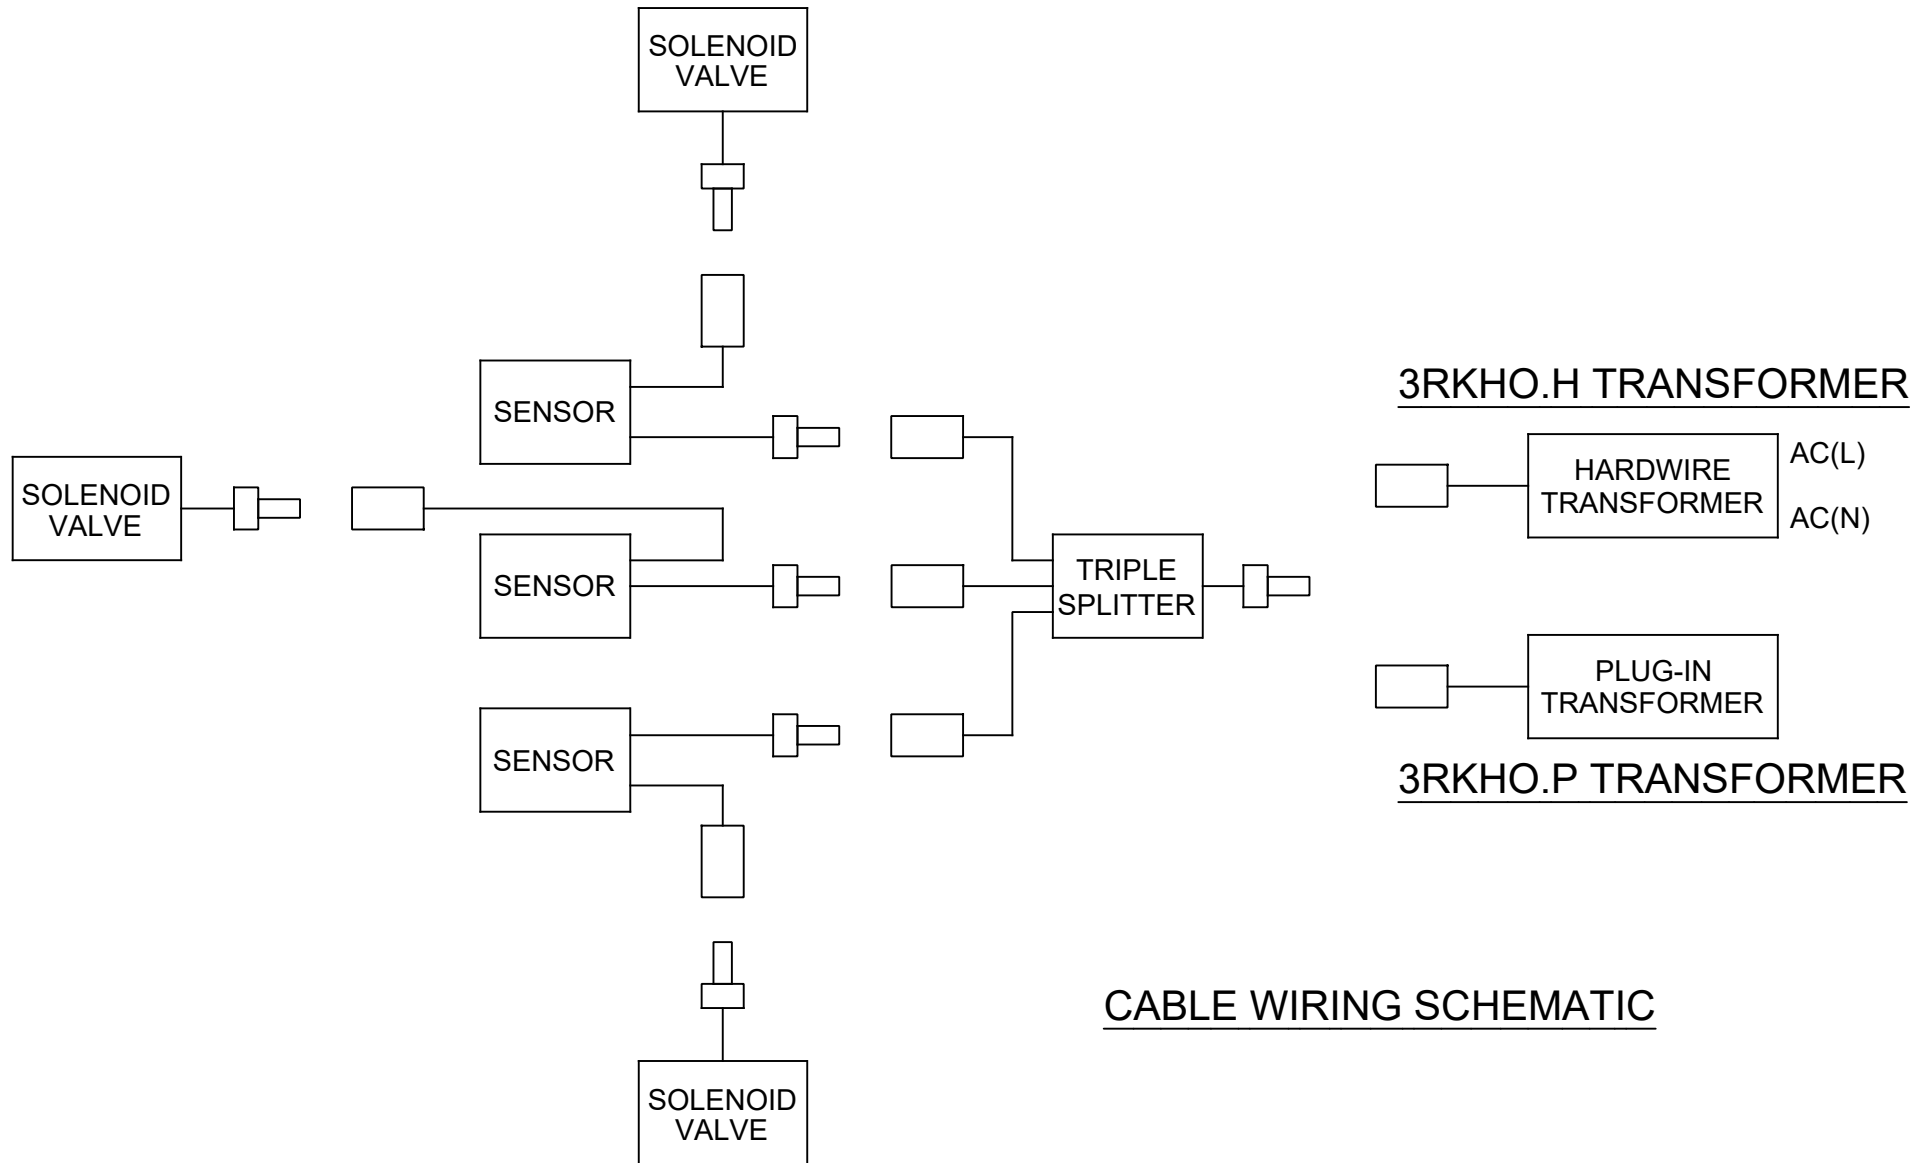 SOLENOID
VALVE
3RKHO.H TRANSFORMER
SENSOR
AC(L)
HARDWIRE
TRANSFORMER
AC(N)
SOLENOID
VALVE
SENSOR
TRIPLE
SPLITTER
PLUG-IN
TRANSFORMER
SENSOR
3RKHO.P TRANSFORMER
CABLE WIRING SCHEMATIC
SOLENOID
VALVE